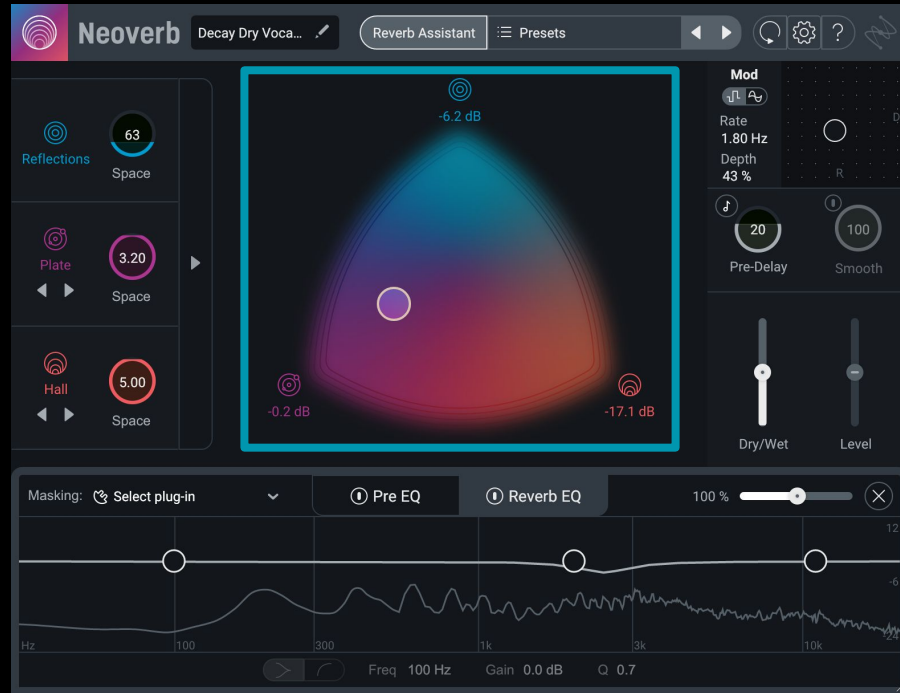 Neoverb
Decay Dry Voca...
Reverb Assistant
Presets
?
Reflections
63
Space
Plate
3.20
Space
Hall
5.00
Space
-6.2 dB
-0.2 dB
-17.1 dB
Mod
Rate
1.80 Hz
Depth
43 %
D
R
20
Pre-Delay
100
Smooth
Dry/Wet
Level
Masking: Select plug-in
Pre EQ
Reverb EQ
100 %
12
-6
-24
Hz
100
300
1k
3k
10k
Freq 100 Hz Gain 0.0 dB Q 0.7